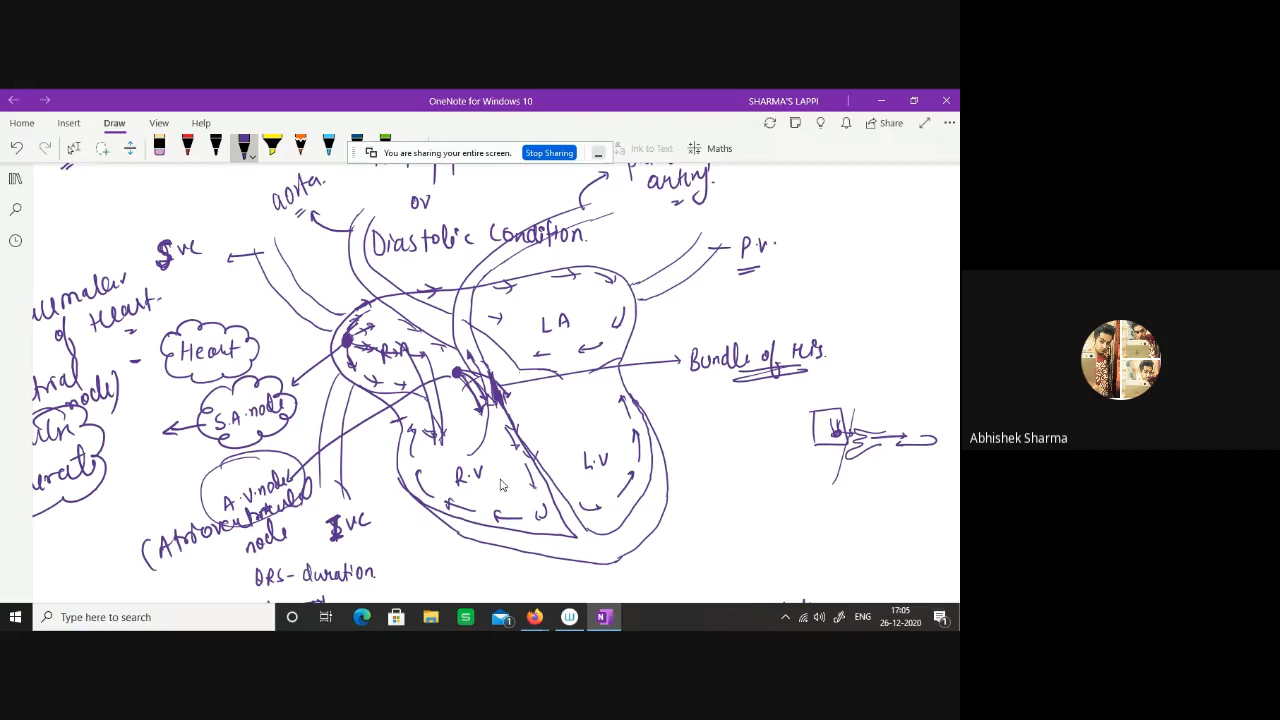 OneNote for Windows 10
SHARMA'S LAPPI
Home
Insert
Draw
View
Help
Share
You are sharing your entire screen.
Stop Sharing
Ink to Text
Maths
aorta.
or
artry.
Diastolic Condition.
SVC
P.V.
of Heart.
Heart
R.A
LA
Bundle of His.
node)
S.A. node
A.V. node
R.V
L.V
node
IVC
QRS- duration
Abhishek Sharma
Type here to search
ENG
17:05
26-12-2020